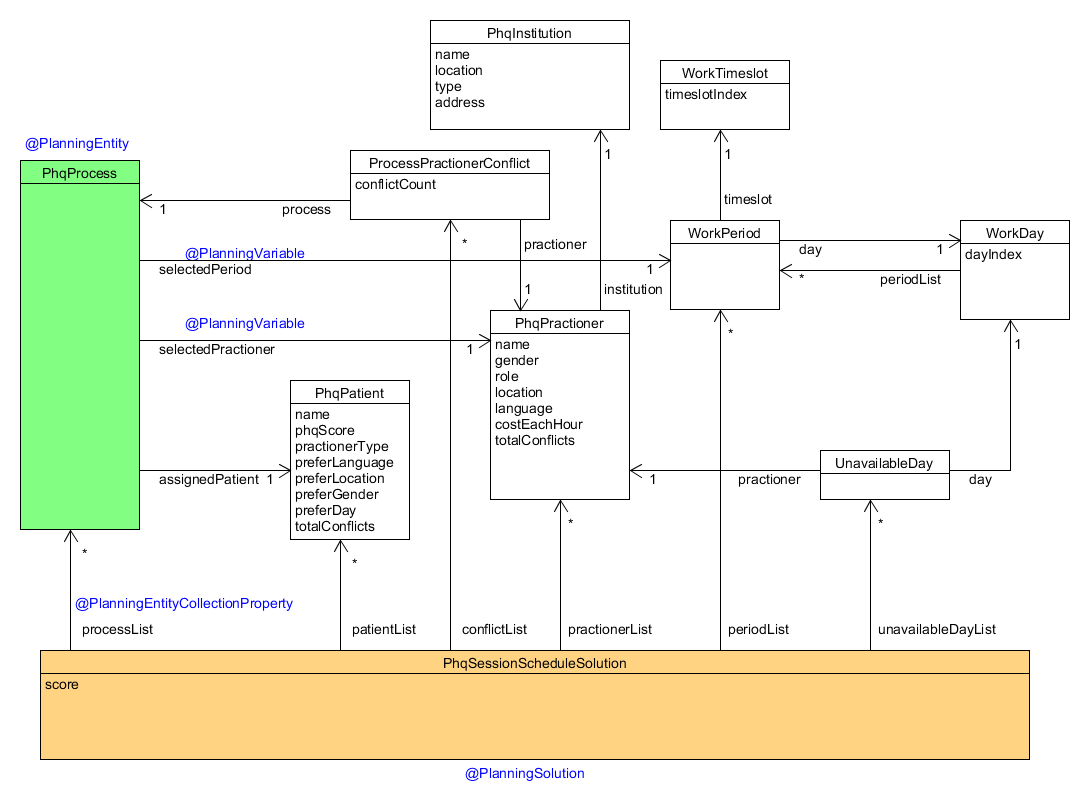 PhqInstitution
name
location
type
address
WorkTimeslot
timeslotIndex
1
1
timeslot
@PlanningEntity
PhqProcess
ProcessPractionerConflict
conflictCount
1
process
*
practioner
1
@PlanningVariable
selectedPeriod
1
institution
WorkPeriod
day
1
*
periodList
WorkDay
dayIndex
@PlanningVariable
selectedPractioner
1
PhqPractioner
name
gender
role
location
language
costEachHour
totalConflicts
*
1
PhqPatient
name
phqScore
practionerType
preferLanguage
preferLocation
preferGender
preferDay
totalConflicts
assignedPatient
1
1
practioner
UnavailableDay
day
*
*
*
*
@PlanningEntityCollectionProperty
processList
patientList
conflictList
practionerList
periodList
unavailableDayList
PhqSessionScheduleSolution
score
@PlanningSolution